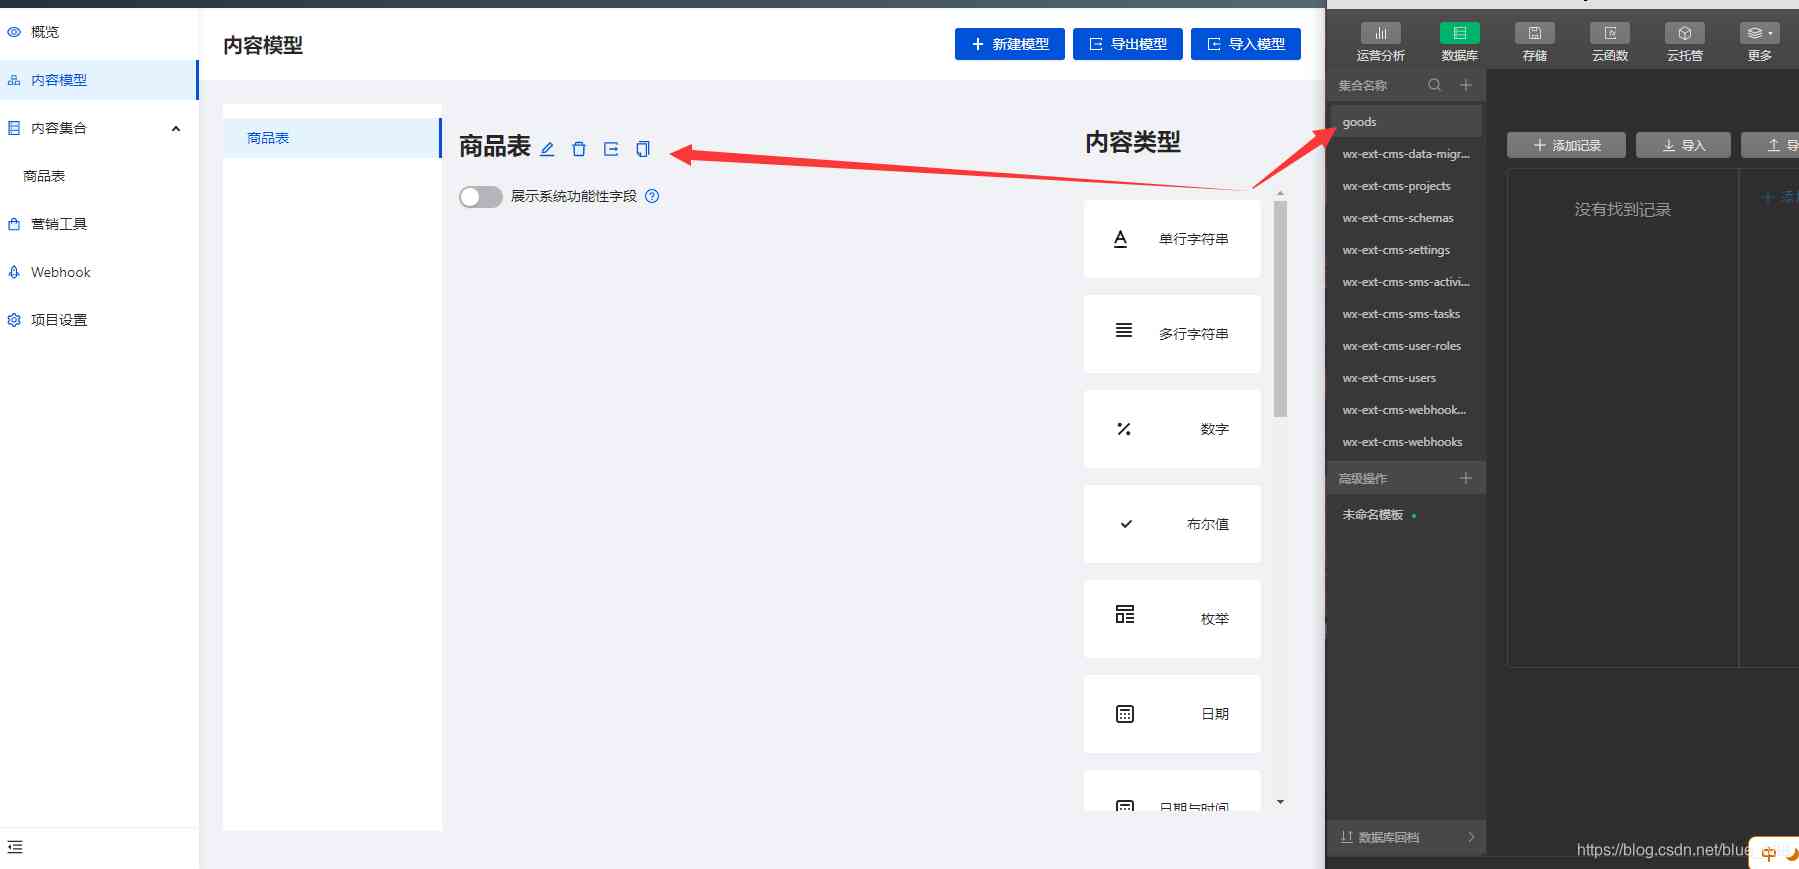 概览
内容模型
内容集合
商品表
营销工具
Webhook
项目设置
内容模型
新建模型
导出模型
导入模型
商品表
商品表
展示系统功能性字段
内容类型
单行字符串
多行字符串
数字
布尔值
枚举
日期
日期与时间
运营分析
数据库
存储
云函数
云托管
更多
集合名称
goods
wx-ext-cms-data-migr...
wx-ext-cms-projects
wx-ext-cms-schemas
wx-ext-cms-settings
wx-ext-cms-sms-activi...
wx-ext-cms-sms-tasks
wx-ext-cms-user-roles
wx-ext-cms-users
wx-ext-cms-webhook...
wx-ext-cms-webhooks
高级操作
未命名模板
数据库回档
添加记录
导入
导
没有找到记录
添
https://blog.csdn.net/blue_
中